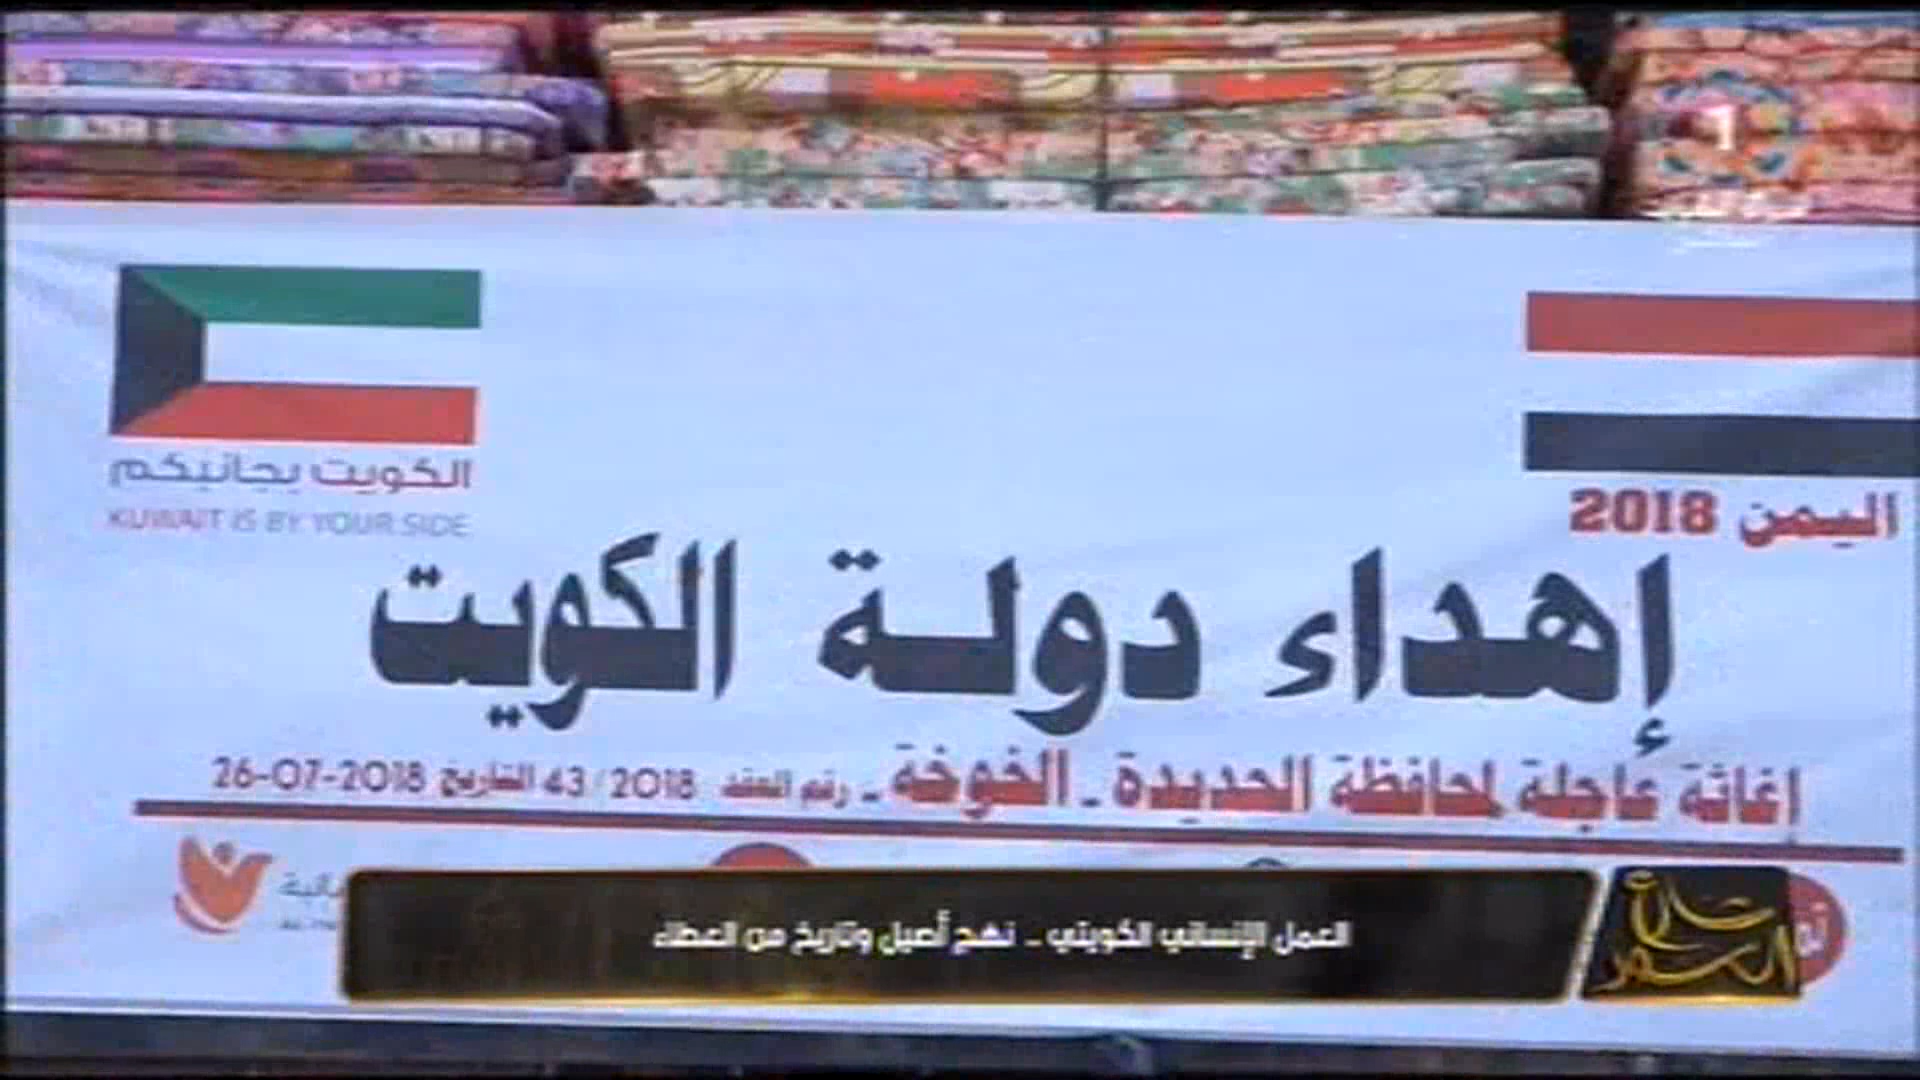 1
الكويت بجانبكم
KUWAIT IS BY YOUR SIDE
اليمن 2018
إهداء دولة الكويت
إغاثة عاجلة لمحافظة الحديدة - الخوخة - رقم العقد 2018 / 43 التاريخ 26-07-2018
العمل الإنساني الكويتي .. نهج أصيل وتاريخ من العطاء